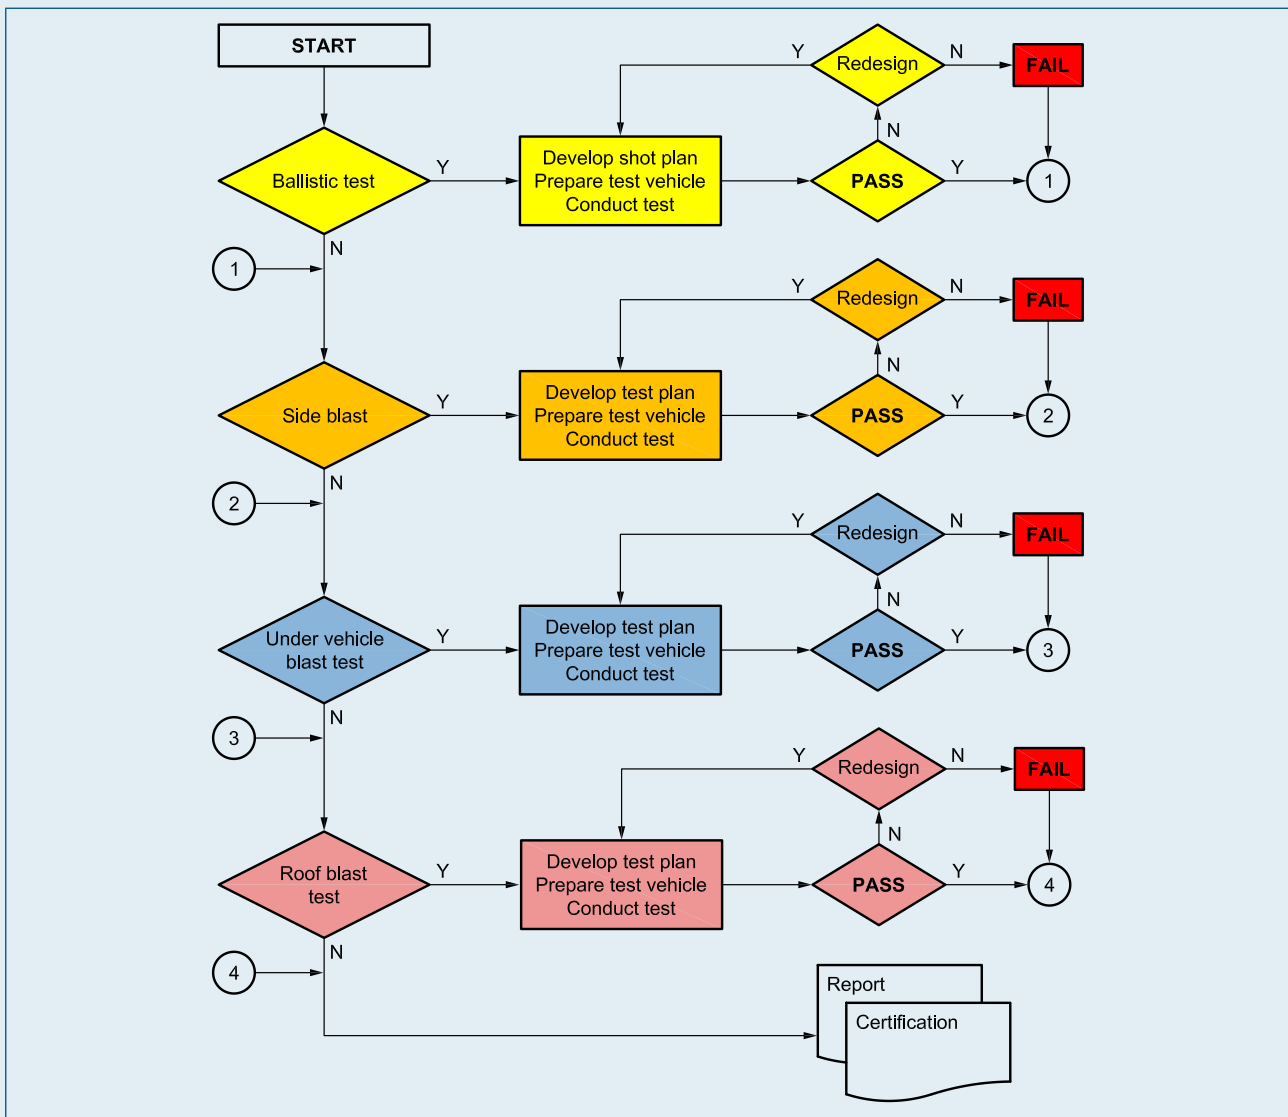 START
Y
Redesign
N
FAIL
N
Ballistic test
Y
Develop shot plan
Prepare test vehicle
Conduct test
PASS
Y
1
N
1
Y
Redesign
N
FAIL
N
Side blast
Y
Develop test plan
Prepare test vehicle
Conduct test
PASS
Y
2
N
2
Y
Redesign
N
FAIL
N
Under vehicle
blast test
Y
Develop test plan
Prepare test vehicle
Conduct test
PASS
Y
3
N
3
Y
Redesign
N
FAIL
N
Roof blast
test
Y
Develop test plan
Prepare test vehicle
Conduct test
PASS
Y
4
N
4
Report
Certification